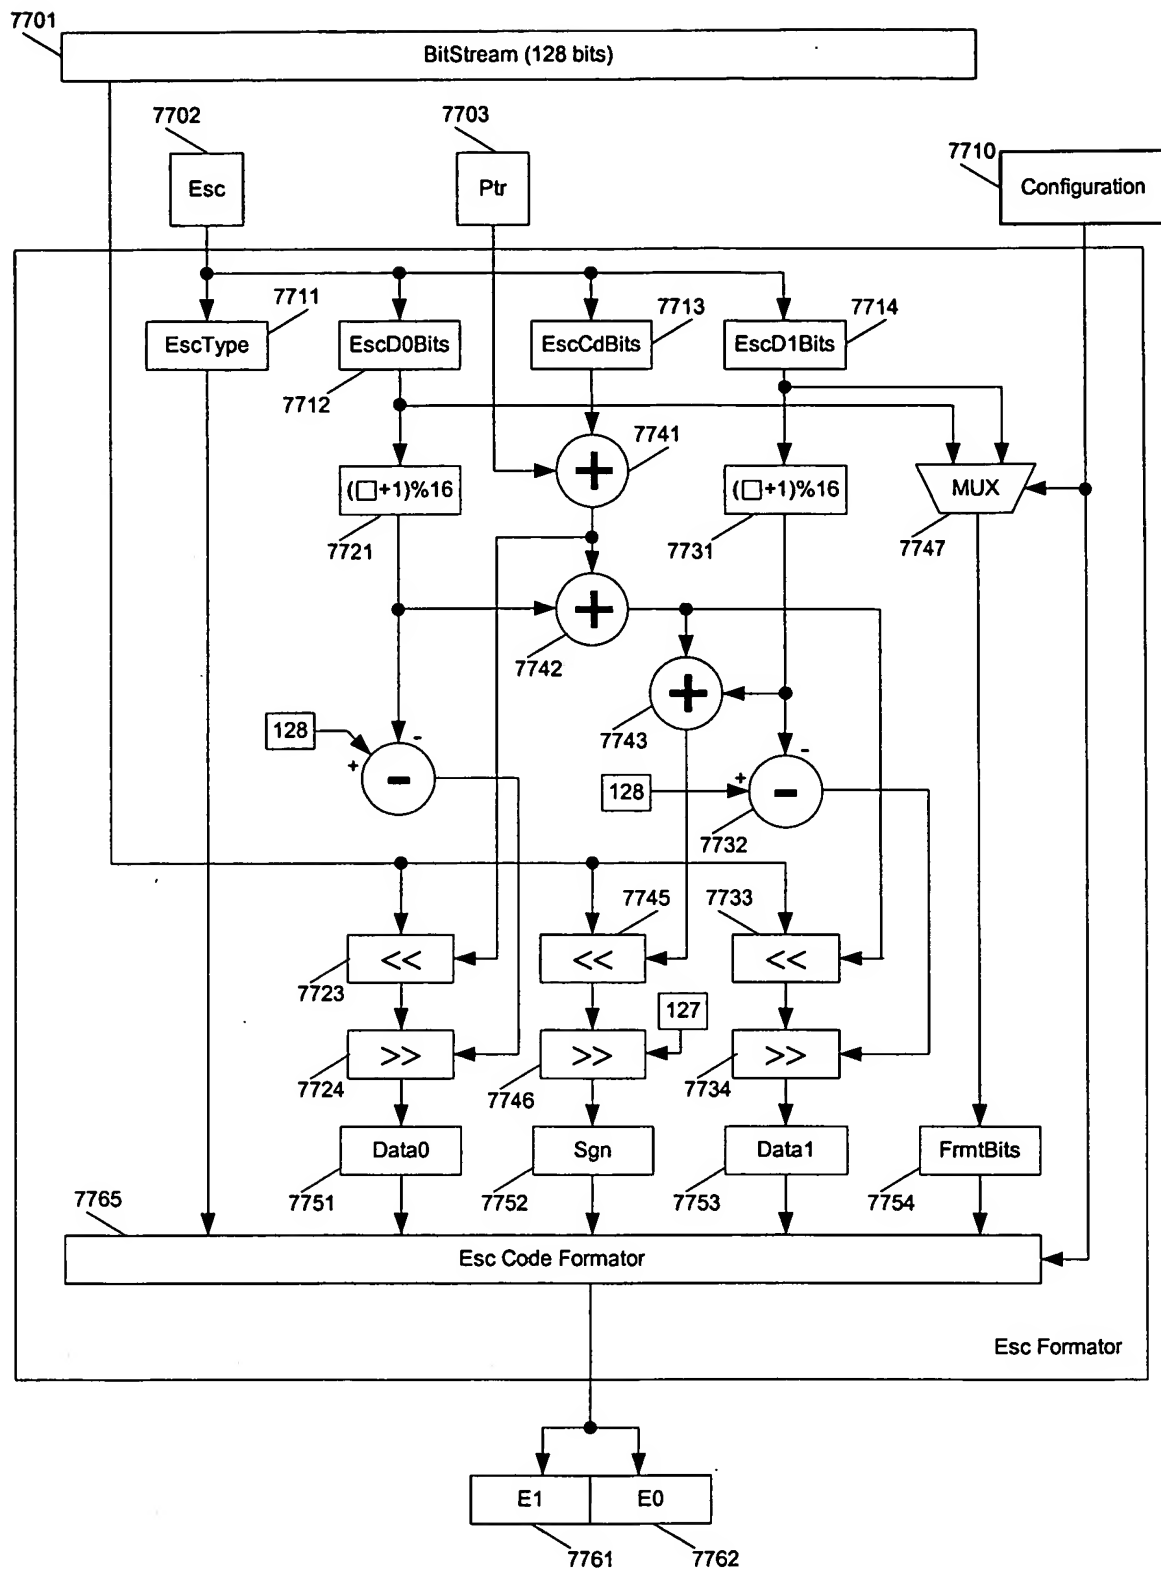 7701
BitStream (128 bits)
7702
7703
7710
Esc
Ptr
Configuration
7711
7713
7714
EscType
EscD0Bits
EscCdBits
EscD1Bits
7712
7741
(□+1)%16
+
(□+1)%16
MUX
7721
7731
7747
+
7742
+
7743
128
-
+
-
128
-
+
-
7732
7745
7733
<<
<<
<<
7723
127
>>
>>
>>
7724
7746
7734
Data0
Sgn
Data1
FrmtBits
7751
7752
7753
7754
7765
Esc Code Formator
Esc Formator
E1
E0
7761
7762